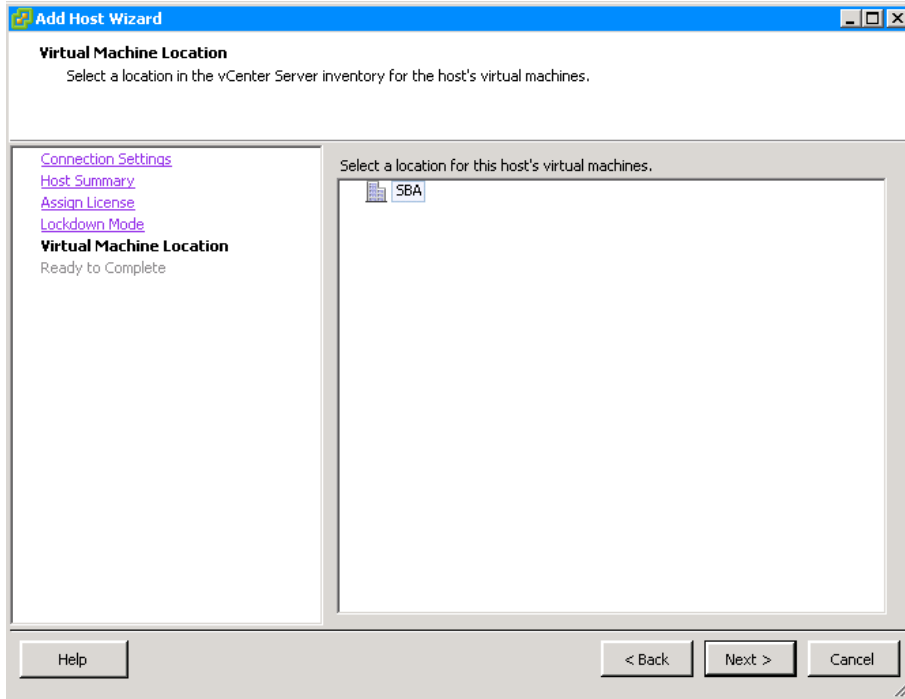 Add Host Wizard
Virtual Machine Location
Select a location in the vCenter Server inventory for the host's virtual machines.
Connection Settings
Host Summary
Assign License
Lockdown Mode
Virtual Machine Location
Ready to Complete
Select a location for this host's virtual machines.
SBA
Help
< Back
Next >
Cancel